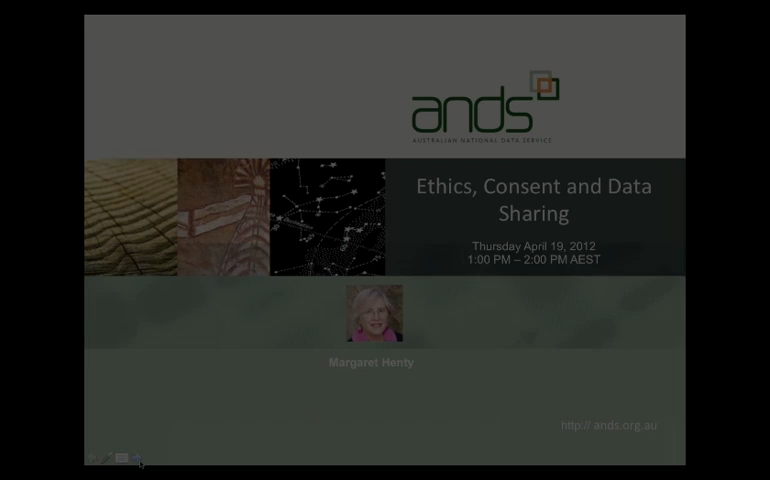 ands
AUSTRALIAN NATIONAL DATA SERVICE
Ethics, Consent and Data
Sharing
Thursday April 19, 2012
1:00 PM – 2:00 PM AEST
Margaret Henty
http:// ands.org.au